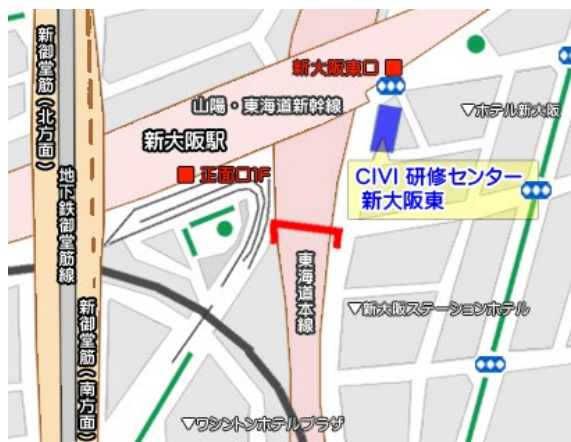 新大阪東口
山陽・東海道新幹線
▽ホテル新大阪
新大阪駅
正面口1F
CIVI 研修センター
新大阪東
新御堂筋(北方面)
地下鉄御堂筋線
新御堂筋(南方面)
東海道本線
▽新大阪ステーションホテル
▽ワシントンホテルプラザ